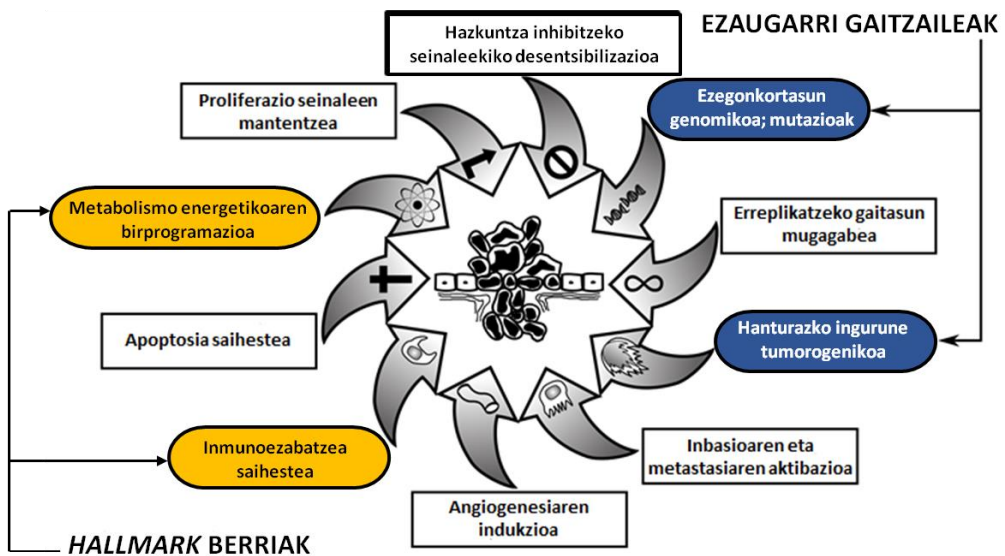 Hazkuntza inhibitzeko
seinaleekiko desentsibilizazioa
EZAUGARRI GAITZAILEAK
Proliferazio seinaleen
mantentzea
Ezegonkortasun
genomikoa; mutazioak
Metabolismo energetikoaren
birprogramazioa
Erreplikatzeko gaitasun
mugagabea
Apoptosia saihestea
Hanturazko ingurune
tumorogenikoa
Inmunoezabatzea
saihestea
Inbasioaren eta
metastasiaren aktibazioa
Angiogenesiaren
indukzioa
HALLMARK BERRIAK